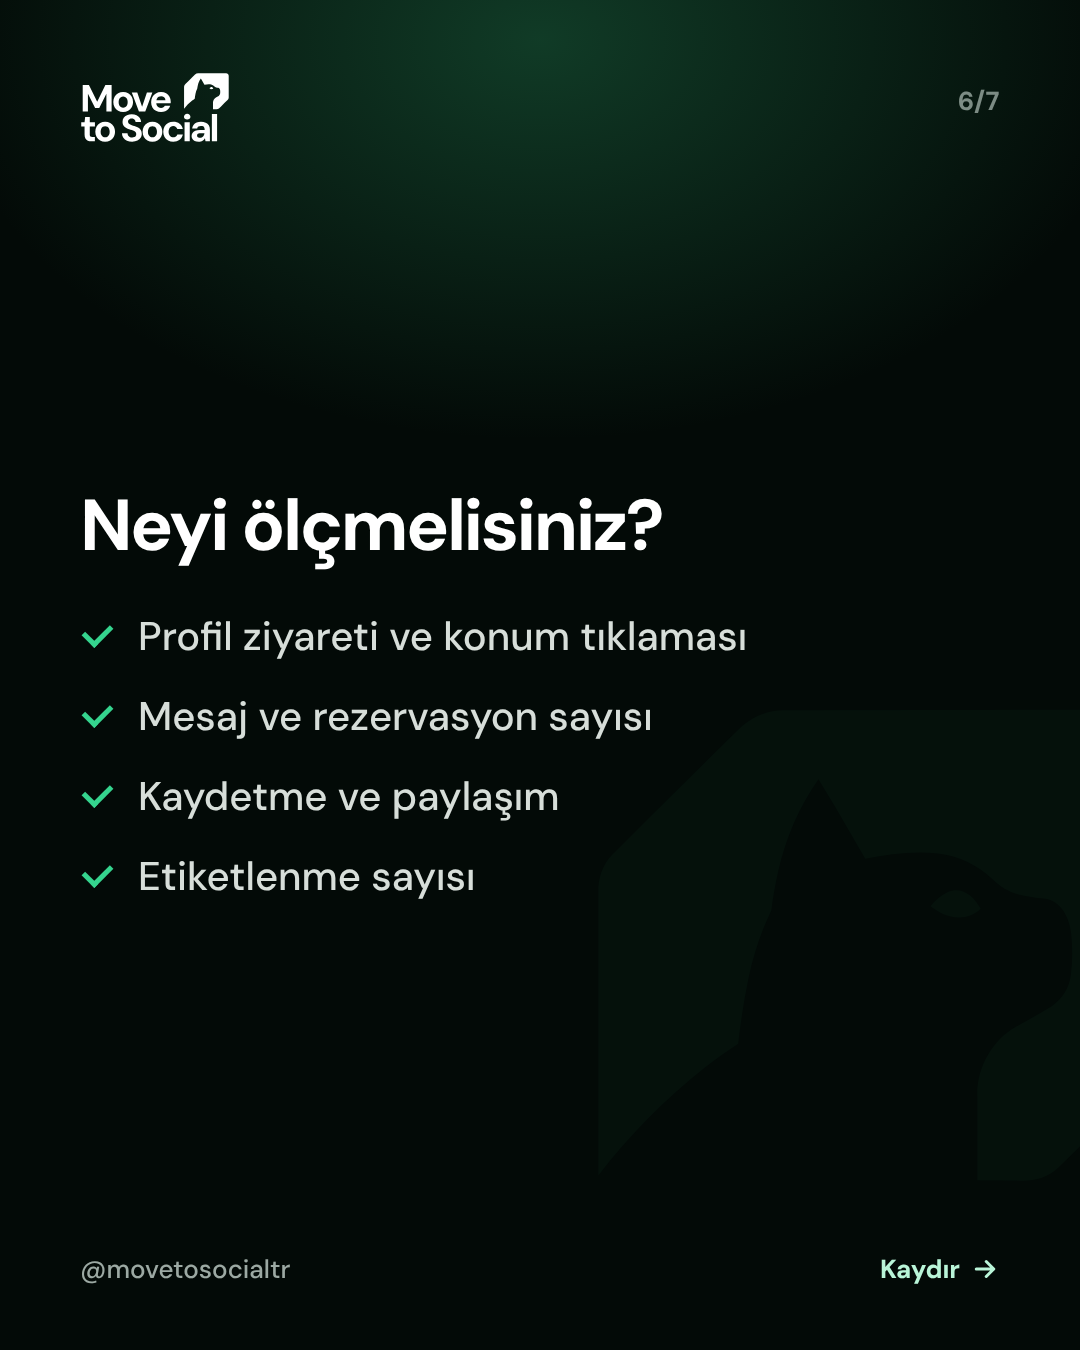 Move
to Social
6/7
Neyi ölçmelisiniz?
Profil ziyareti ve konum tıklaması
Mesaj ve rezervasyon sayısı
Kaydetme ve paylaşım
Etiketlenme sayısı
@movetosocialtr
Kaydır →